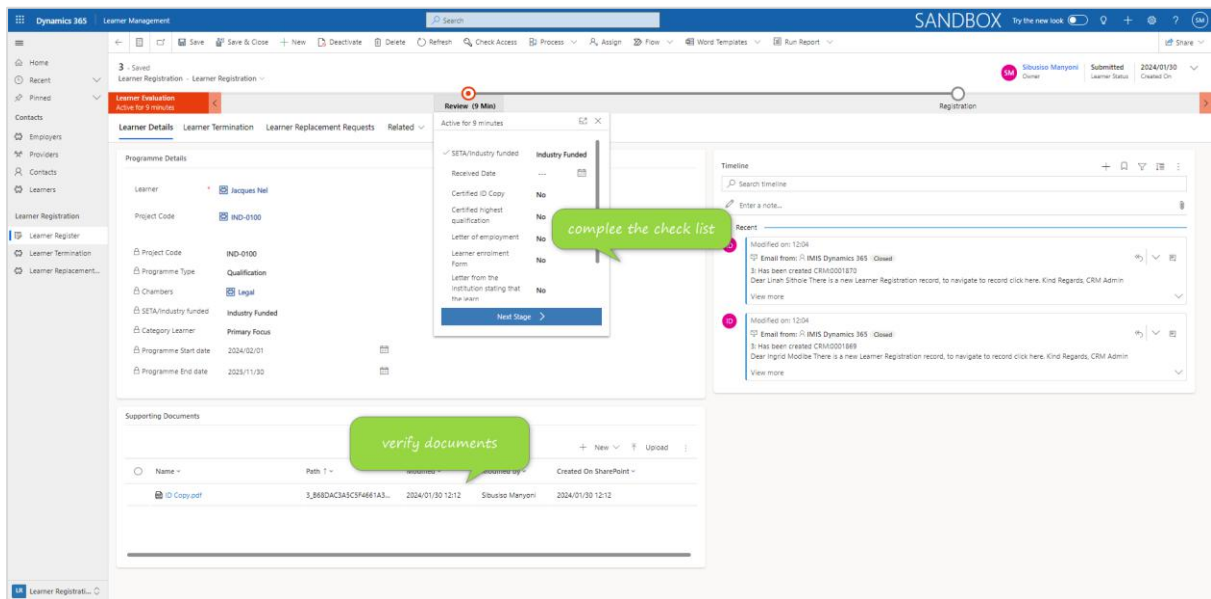 Dynamics 365
Learner Management
Search
SANDBOX
Try the new look
SM
Save
Save & Close
New
Deactivate
Delete
Refresh
Check Access
Process
Assign
Flow
Word Templates
Run Report
Share
Home
Recent
Pinned
Contacts
Employers
Providers
Contacts
Learners
Learner Registration
Learner Register
Learner Termination
Learner Replacement...
LR Learner Registrati...
3 - Saved
Learner Registration - Learner Registration
SM
Sibusiso Manyoni
Owner
Submitted
Learner Status
2024/01/30
Created On
Learner Evaluation
Active for 9 minutes
Review (9 Min)
Registration
Learner Details
Learner Termination
Learner Replacement Requests
Related
Programme Details
Learner * Jacques Nel
Project Code IND-0100
Project Code IND-0100
Programme Type Qualification
Chambers Legal
SETA/Industry funded Industry Funded
Category Learner Primary Focus
Programme Start date 2024/02/01
Programme End date 2025/11/30
Active for 9 minutes
SETA/Industry funded Industry Funded
Received Date ---
Certified ID Copy No
Certified highest
qualification No
Letter of employment No
Learner enrolment
Form No
Letter from the
institution stating that No
the learn
Next Stage
complee the check list
Timeline
Search timeline
Enter a note...
Recent
Modified on: 12:04
Email from: IMIS Dynamics 365 Closed
3: Has been created CRM:0001870
Dear Linah Sithole There is a new Learner Registration record, to navigate to record click here. Kind Regards, CRM Admin
View more
ID
Modified on: 12:04
Email from: IMIS Dynamics 365 Closed
3: Has been created CRM:0001869
Dear Ingrid Modibe There is a new Learner Registration record, to navigate to record click here. Kind Regards, CRM Admin
View more
Supporting Documents
verify documents
New
Upload
Name
Path
Created On SharePoint
ID Copy.pdf
2024/01/30 12:12
Sibusiso Manyoni
2024/01/30 12:12